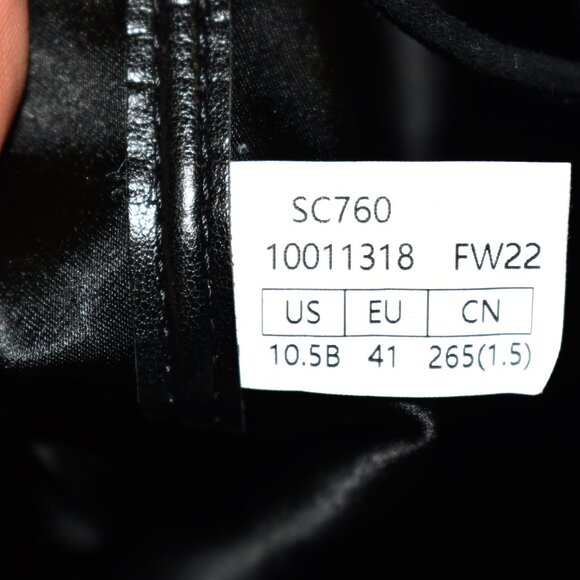 SC760
10011318 FW22
US EU CN
10.5B 41 265(1.5)